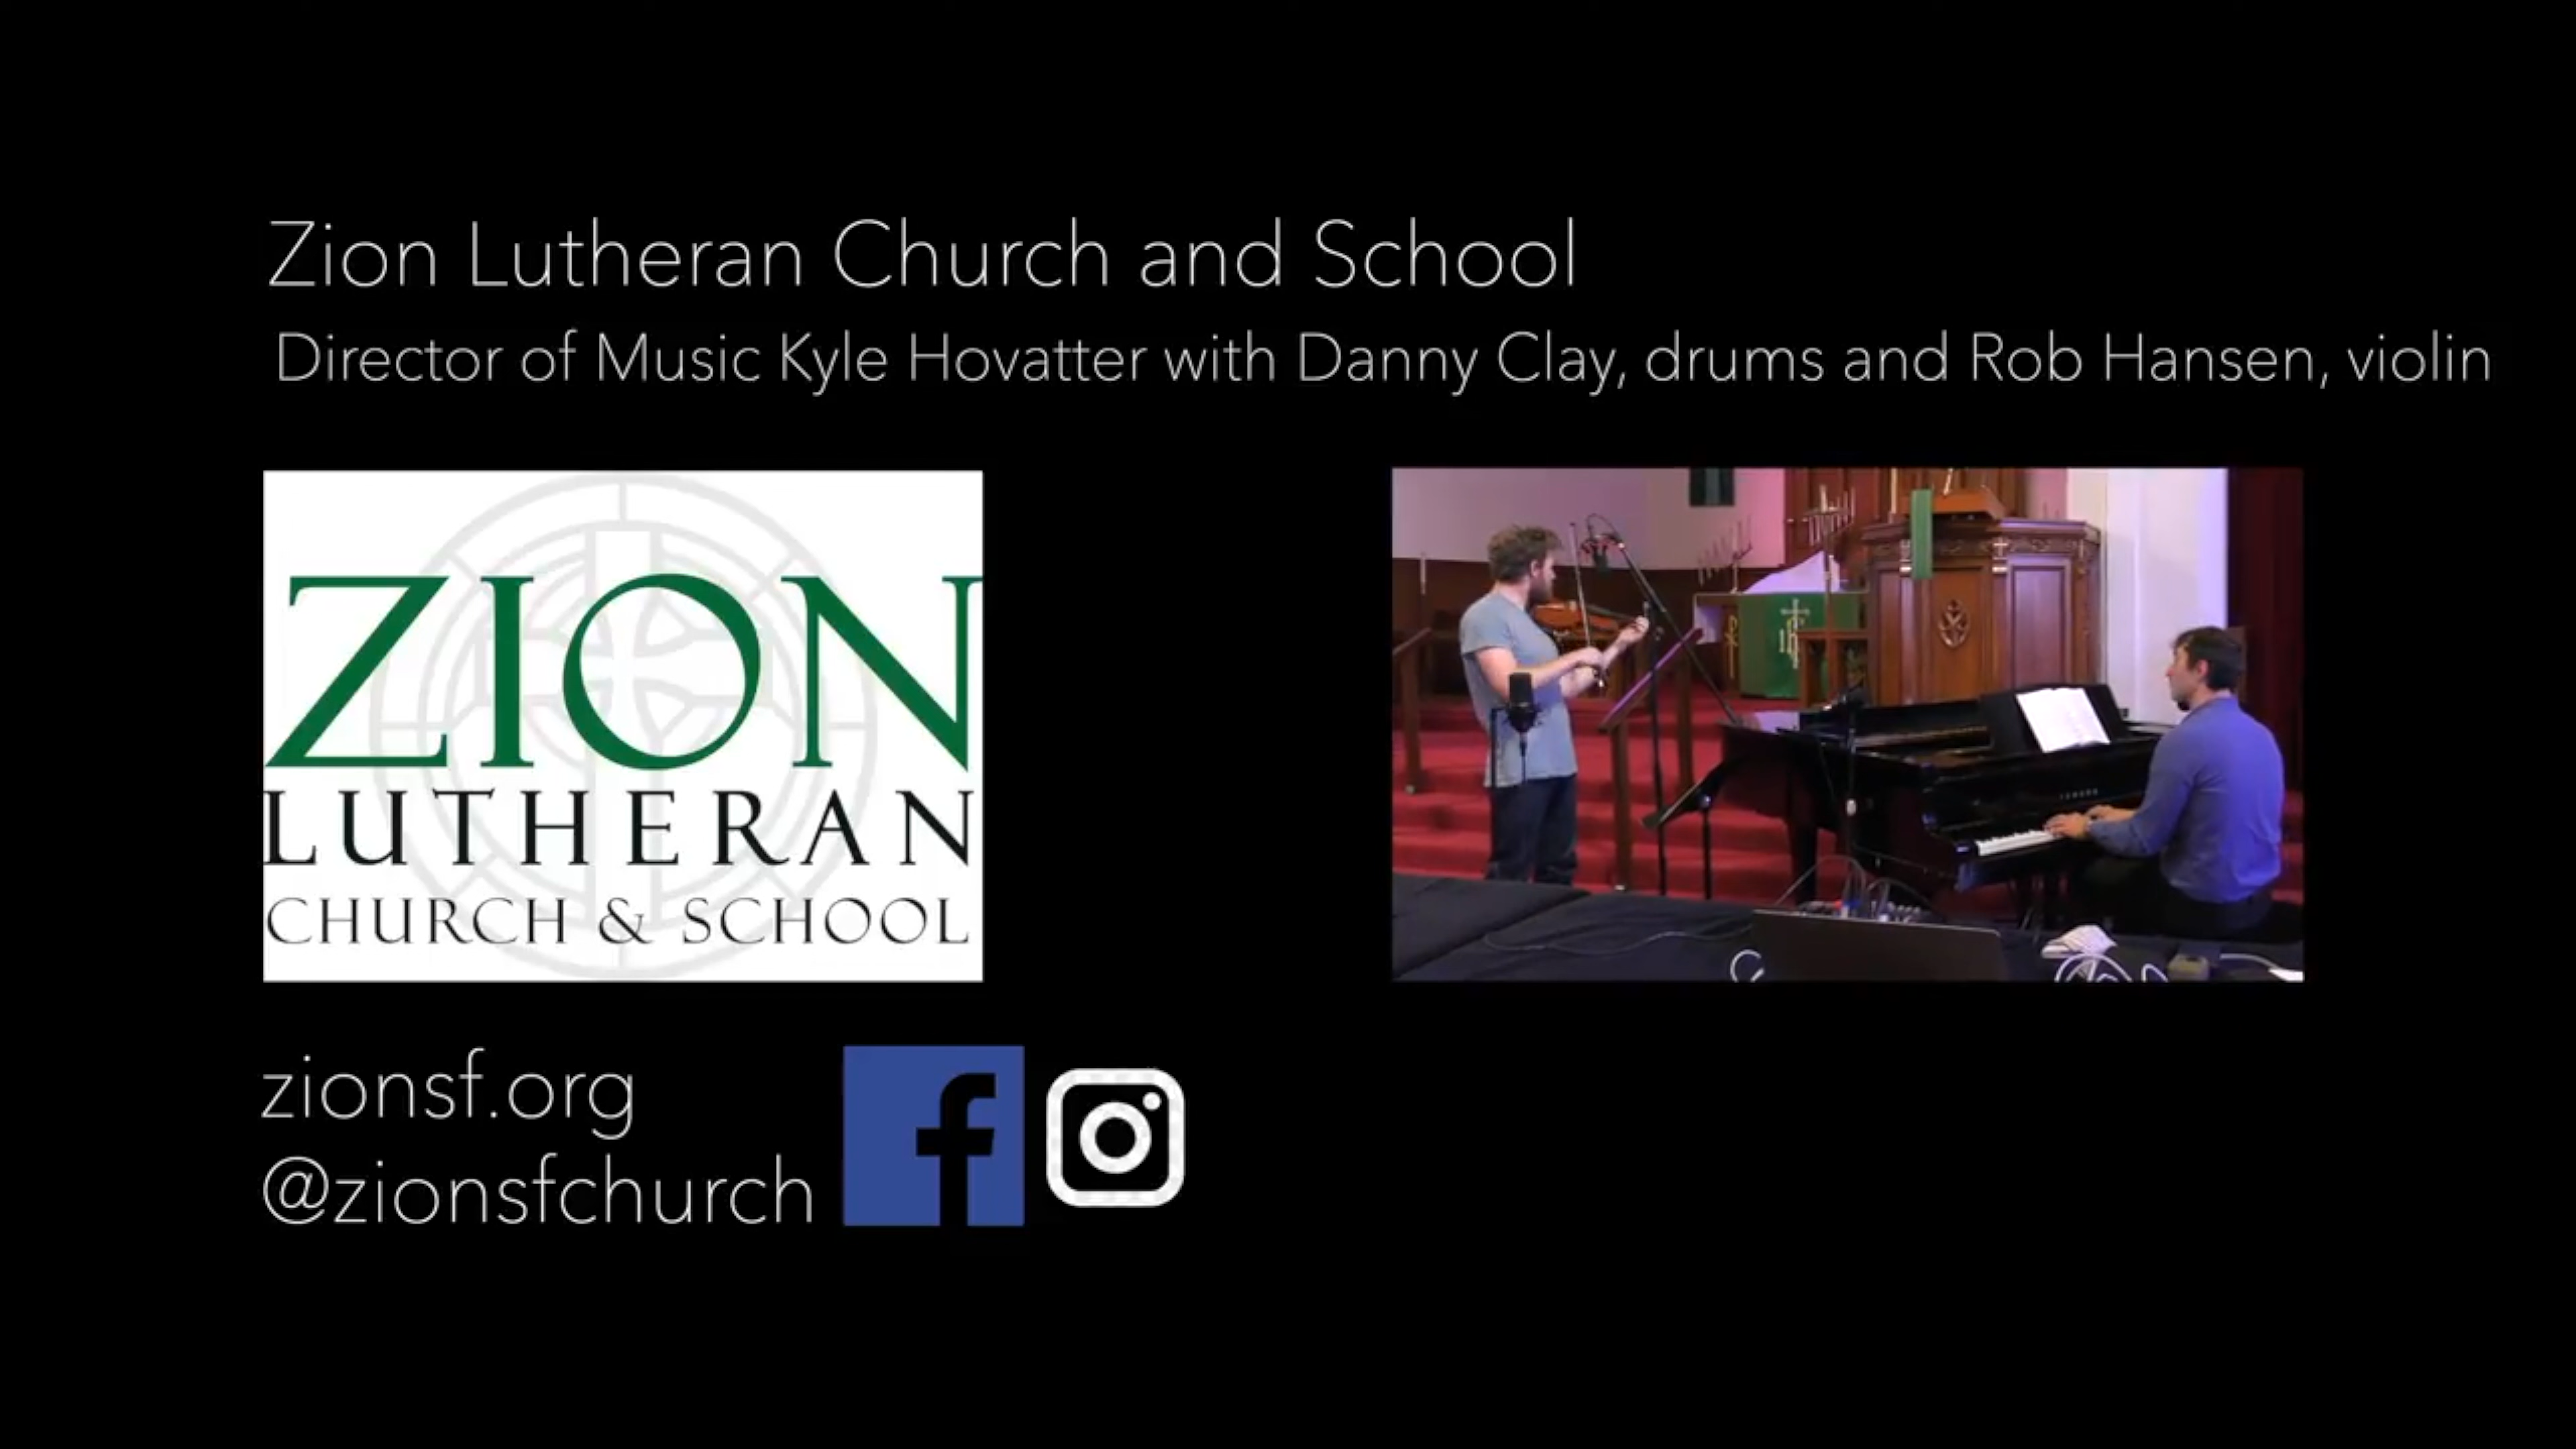 Zion Lutheran Church and School
Director of Music Kyle Hovatter with Danny Clay, drums and Rob Hansen, violin
ZION
LUTHERAN
CHURCH & SCHOOL
YAMAHA
zionsf.org
@zionsfchurch